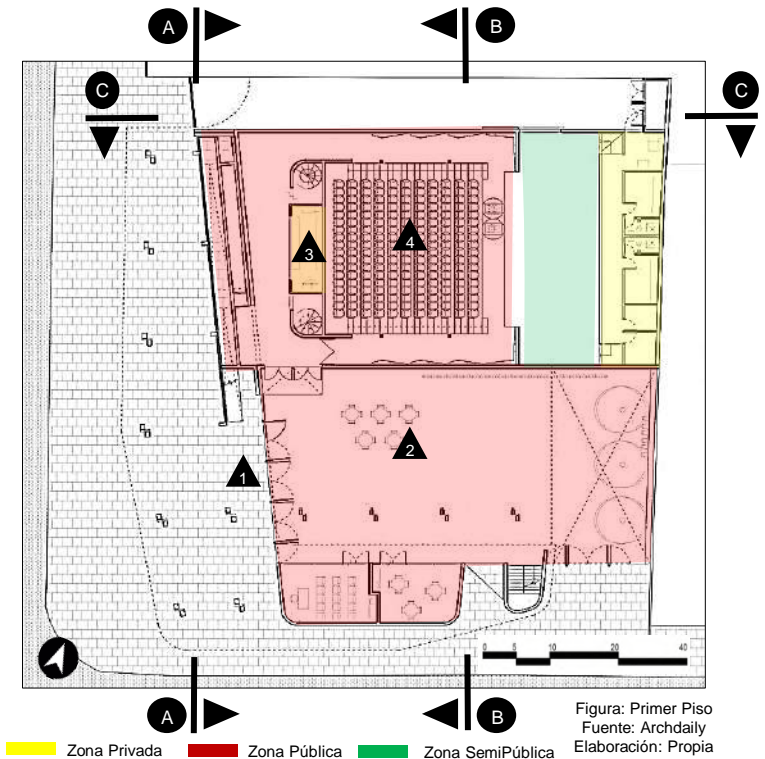 A
B
C
C
3
4
1
2
0 5 10 20 40
A
B
Figura: Primer Piso
Fuente: Archdaily
Elaboración: Propia
Zona Privada Zona Pública Zona SemiPública